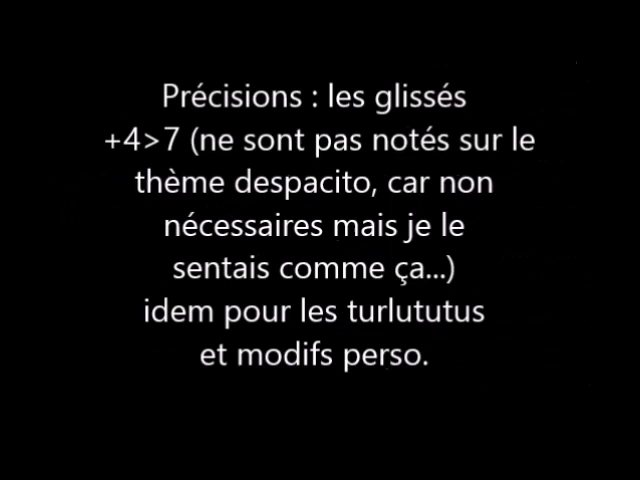 Précisions : les glissés
+4>7 (ne sont pas notés sur le
thème despacito, car non
nécessaires mais je le
sentais comme ça...)
idem pour les turlututus
et modifs perso.